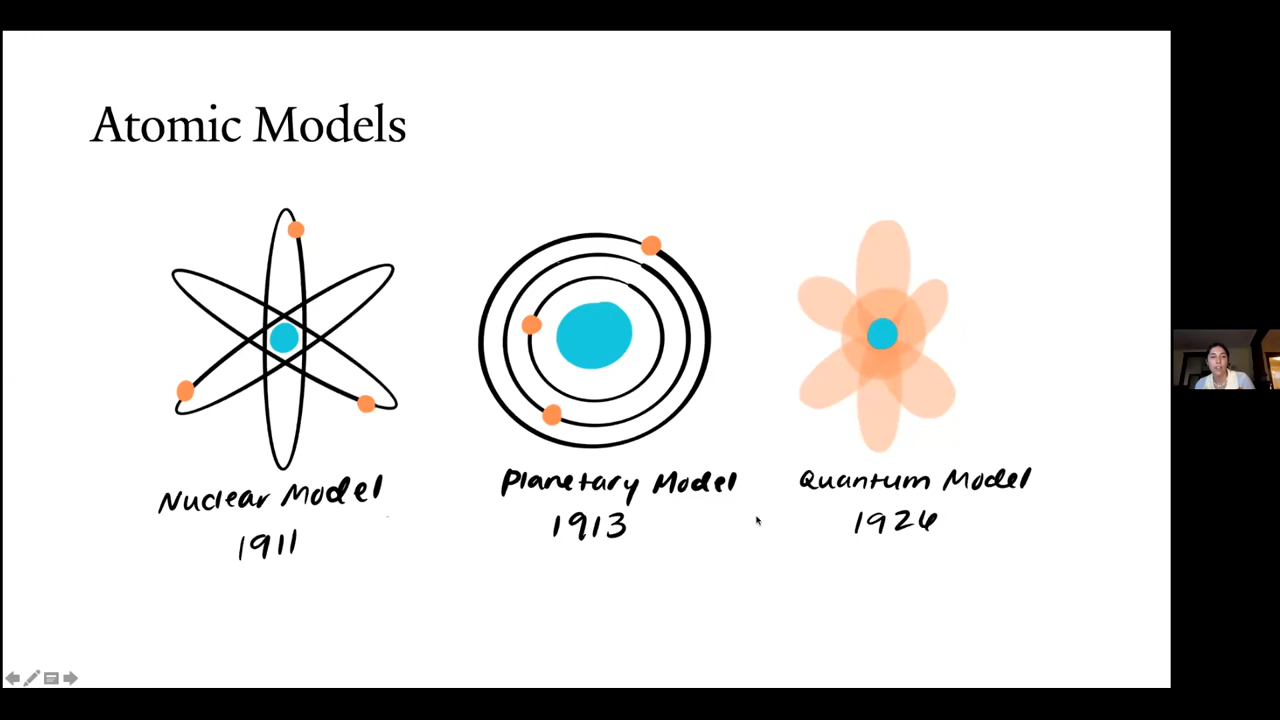 Atomic Models
Nuclear Model
1911
Planetary Model
1913
Quantum Model
1926